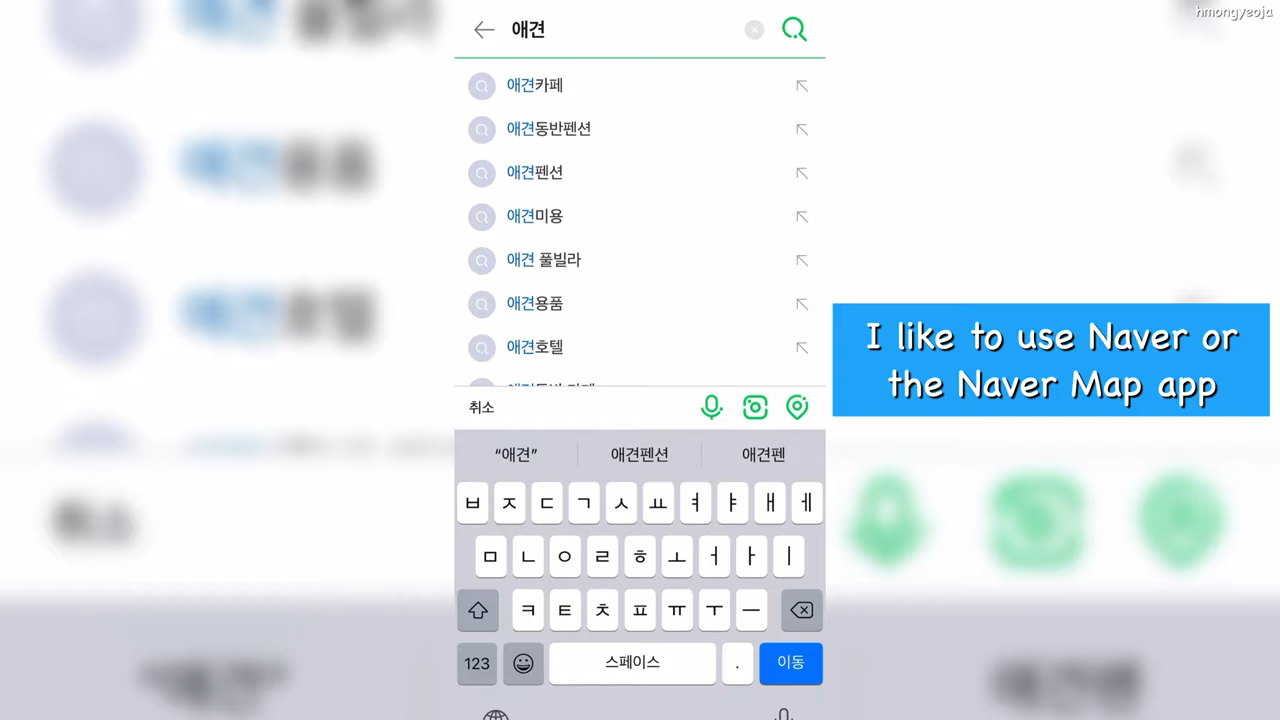 hmongyeoja
애견
애견카페
애견동반펜션
애견펜션
애견미용
애견 풀빌라
애견용품
애견호텔
I like to use Naver or
the Naver Map app
취소
“애견” 애견펜션 애견펜
ㅂ ㅈ ㄷ ㄱ ㅅ ㅛ ㅕ ㅑ ㅐ ㅔ
ㅁ ㄴ ㅇ ㄹ ㅎ ㅗ ㅓ ㅏ ㅣ
ㅋ ㅌ ㅊ ㅍ ㅠ ㅜ ㅡ
123 스페이스 . 이동